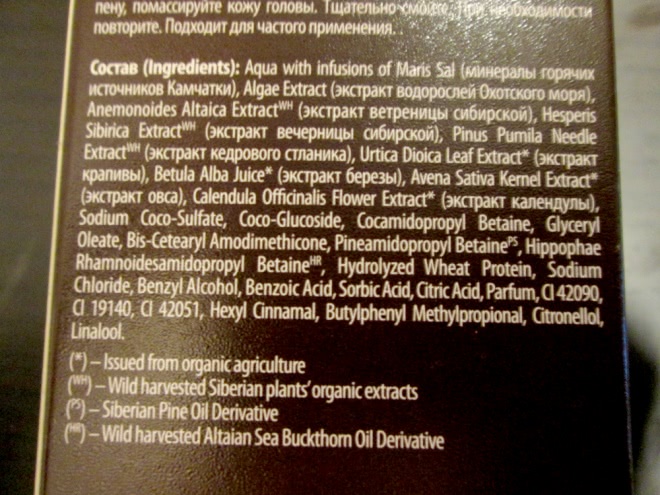 пену, помассируйте кожу головы. Тщательно смойте. При необходимости
повторите. Подходит для частого применения.
Состав (Ingredients): Aqua with infusions of Maris Sal (минералы горячих
источников Камчатки), Algae Extract (экстракт водорослей Охотского моря),
Anemonoides Altaica Extract^WH (экстракт ветреницы сибирской), Hesperis
Sibirica Extract^WH (экстракт вечерницы сибирской), Pinus Pumila Needle
Extract^WH (экстракт кедрового стланика), Urtica Dioica Leaf Extract* (экстракт
крапивы), Betula Alba Juice* (экстракт березы), Avena Sativa Kernel Extract*
(экстракт овса), Calendula Officinalis Flower Extract* (экстракт календулы),
Sodium Coco-Sulfate, Coco-Glucoside, Cocamidopropyl Betaine, Glyceryl
Oleate, Bis-Cetearyl Amodimethicone, Pineamidopropyl Betaine^PS, Hippophae
Rhamnoidesamidopropyl Betaine^HR, Hydrolyzed Wheat Protein, Sodium
Chloride, Benzyl Alcohol, Benzoic Acid, Sorbic Acid, Citric Acid, Parfum, CI 42090,
CI 19140, CI 42051, Hexyl Cinnamal, Butylphenyl Methylpropional, Citronellol,
Linalool.
(*) – Issued from organic agriculture
(WH) – Wild harvested Siberian plants' organic extracts
(PS) – Siberian Pine Oil Derivative
(HR) – Wild harvested Altaian Sea Buckthorn Oil Derivative